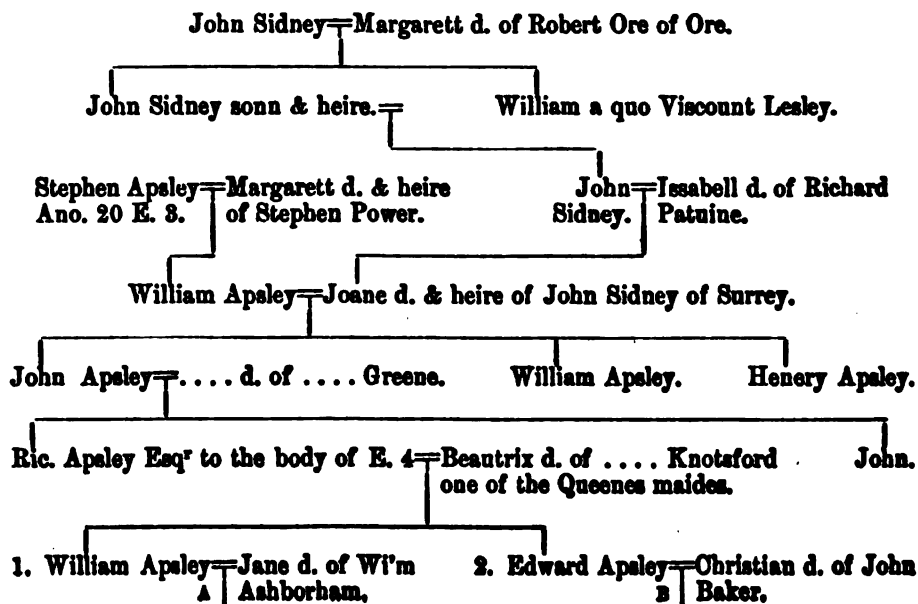 John Sidney Margarett d. of Robert Ore of Ore.
John Sidney sonn & heire. William a quo Viscount Lesley.
Stephen Apsley Margarett d. & heire John Issabell d. of Richard
Ano. 20 E. 3. of Stephen Power. Sidney. Patuine.
William Apsley Joane d. & heire of John Sidney of Surrey.
John Apsley .... d. of .... Greene. William Apsley. Henery Apsley.
Ric. Apsley Esqʳ to the body of E. 4 Beautrix d. of .... Knotsford John.
one of the Queenes maides.
1. William Apsley Jane d. of Wi'm 2. Edward Apsley Christian d. of John
A Ashborham. B Baker.